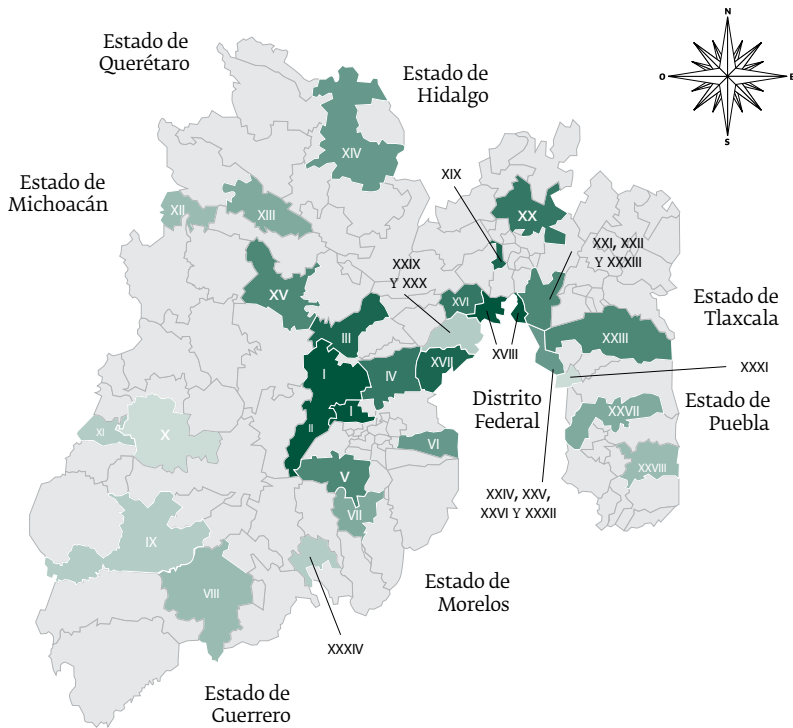 N
O
E
S
Estado de
Querétaro
Estado de
Hidalgo
XIV
XIX
Estado de
Michoacán
XII
XIII
XX
XXI, XXII
Y XXXIII
XXIX
Y XXX
XV
XVI
III
XVIII
Estado de
Tlaxcala
XXIII
I
IV
XVII
XXXI
Distrito
Federal
Estado de
Puebla
I
II
XI
X
VI
XXVII
XXVIII
V
VII
XXIV, XXV,
XXVI Y XXXII
IX
VIII
XXXIV
Estado de
Morelos
Estado de
Guerrero